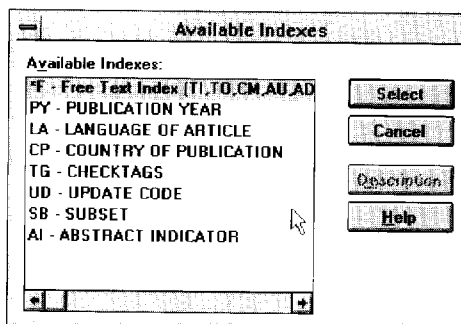 Available Indexes
Available Indexes:
*F - Free Text Index (TI,TO,CM,AU,AD
PY - PUBLICATION YEAR
LA - LANGUAGE OF ARTICLE
CP - COUNTRY OF PUBLICATION
TG - CHECKTAGS
UD - UPDATE CODE
SB - SUBSET
AI - ABSTRACT INDICATOR
Select
Cancel
Description
Help